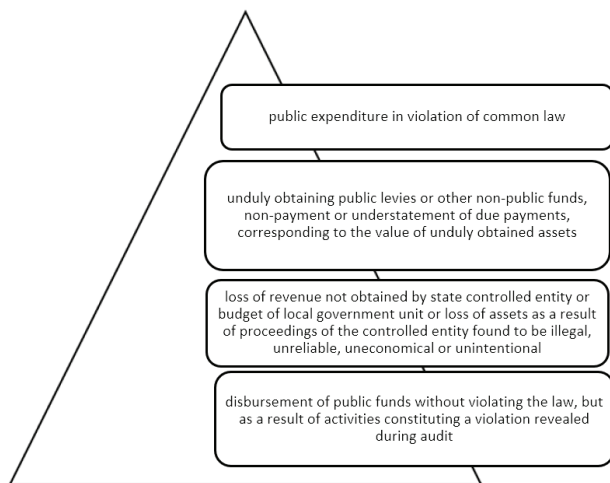 public expenditure in violation of common law
unduly obtaining public levies or other non-public funds,
non-payment or understatement of due payments,
corresponding to the value of unduly obtained assets
loss of revenue not obtained by state controlled entity or
budget of local government unit or loss of assets as a result
of proceedings of the controlled entity found to be illegal,
unreliable, uneconomical or unintentional
disbursement of public funds without violating the law, but
as a result of activities constituting a violation revealed
during audit